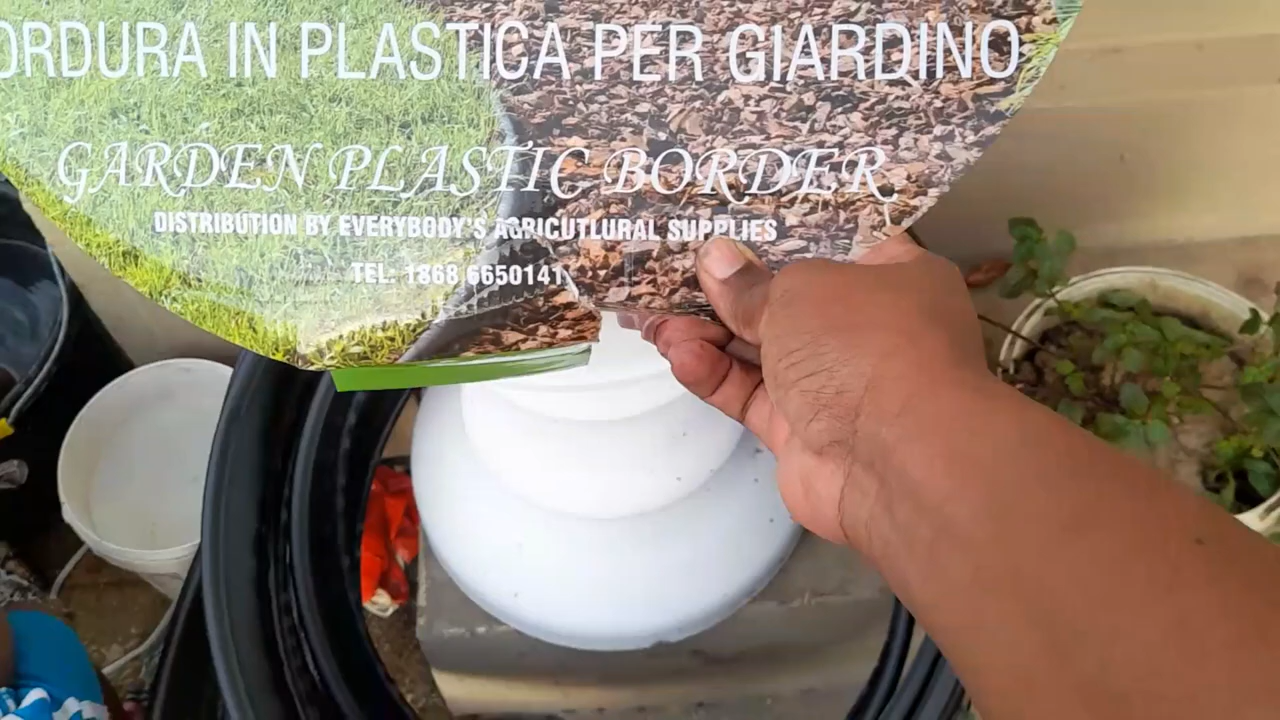 ORDURA IN PLASTICA PER GIARDINO
GARDEN PLASTIC BORDER
DISTRIBUTION BY EVERYBODY'S AGRICUTLURAL SUPPLIES
TEL: 1868 6650141